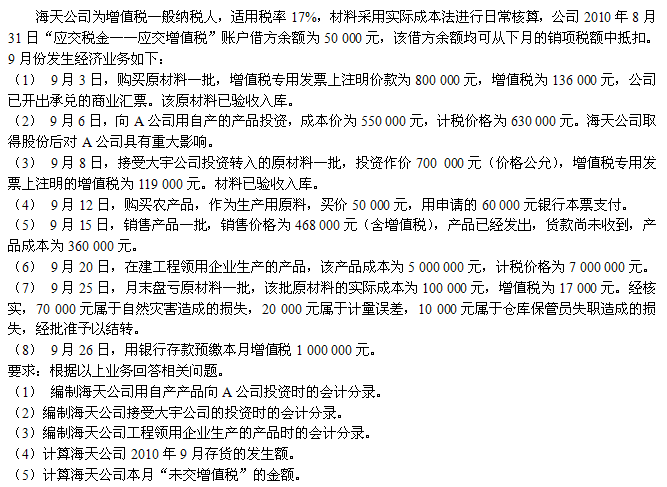 海天公司为增值税一般纳税人，适用税率 17%，材料采用实际成本法进行日常核算，公司 2010 年 8 月
31 日“应交税金一一应交增值税”账户借方余额为 50 000 元，该借方余额均可从下月的销项税额中抵扣。
9 月份发生经济业务如下：
（1） 9 月 3 日，购买原材料一批，增值税专用发票上注明价款为 800 000 元，增值税为 136 000 元，公司
已开出承兑的商业汇票。该原材料已验收入库。
（2） 9 月 6 日，向 A 公司用自产的产品投资，成本价为 550 000 元，计税价格为 630 000 元。海天公司取
得股份后对 A 公司具有重大影响。
（3） 9 月 8 日，接受大宇公司投资转入的原材料一批，投资作价 700 000 元（价格公允），增值税专用发
票上注明的增值税为 119 000 元。材料已验收入库。
（4） 9 月 12 日，购买农产品，作为生产用原料，买价 50 000 元，用申请的 60 000 元银行本票支付。
（5） 9 月 15 日，销售产品一批，销售价格为 468 000 元（含增值税），产品已经发出，货款尚未收到，产
品成本为 360 000 元。
（6） 9 月 20 日，在建工程领用企业生产的产品，该产品成本为 5 000 000 元，计税价格为 7 000 000 元。
（7） 9 月 25 日，月末盘亏原材料一批，该批原材料的实际成本为 100 000 元，增值税为 17 000 元。经核
实，70 000 元属于自然灾害造成的损失，20 000 元属于计量误差，10 000 元属于仓库保管员失职造成的损
失，经批准予以结转。
（8） 9 月 26 日，用银行存款预缴本月增值税 1 000 000 元。
要求：根据以上业务回答相关问题。
（1） 编制海天公司用自产产品向 A 公司投资时的会计分录。
（2）编制海天公司接受大宇公司的投资时的会计分录。
（3）编制海天公司工程领用企业生产的产品时的会计分录。
（4）计算海天公司 2010 年 9 月存货的发生额。
（5）计算海天公司本月“未交增值税”的金额。